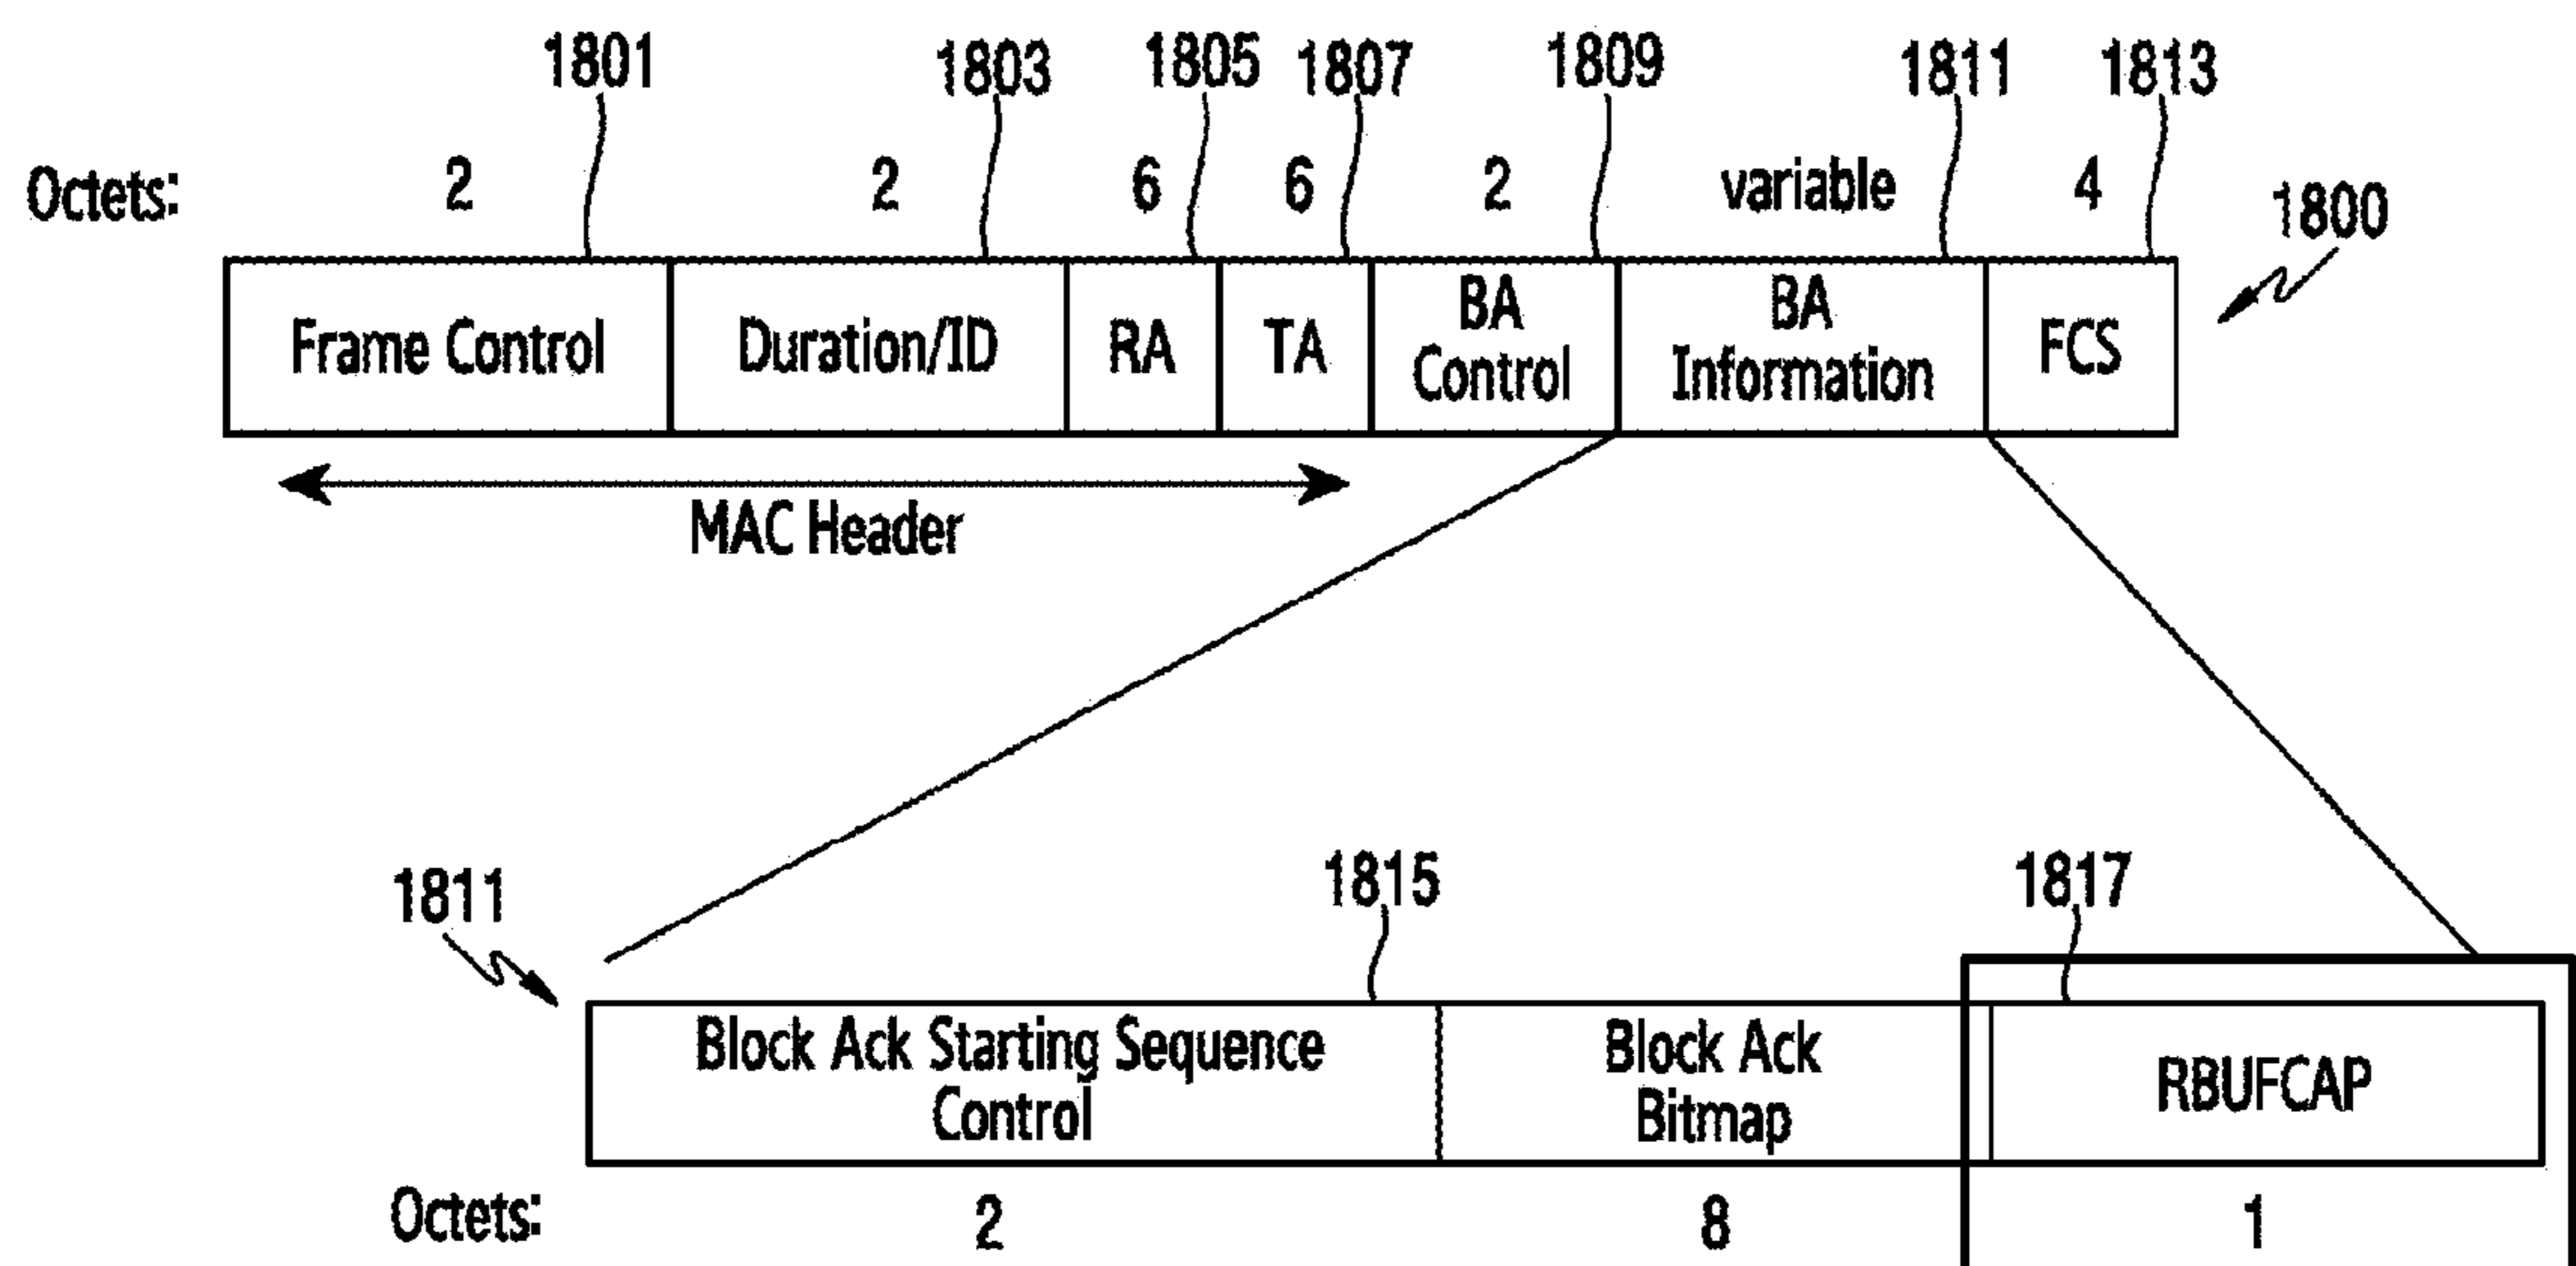 1801 1803 1805 1807 1809 1811 1813
Octets: 2 2 6 6 2 variable 4
1800
Frame Control Duration/ID RA TA BA Control BA Information FCS
MAC Header
1811 1815 1817
Block Ack Starting Sequence Control Block Ack Bitmap RBUFCAP
Octets: 2 8 1